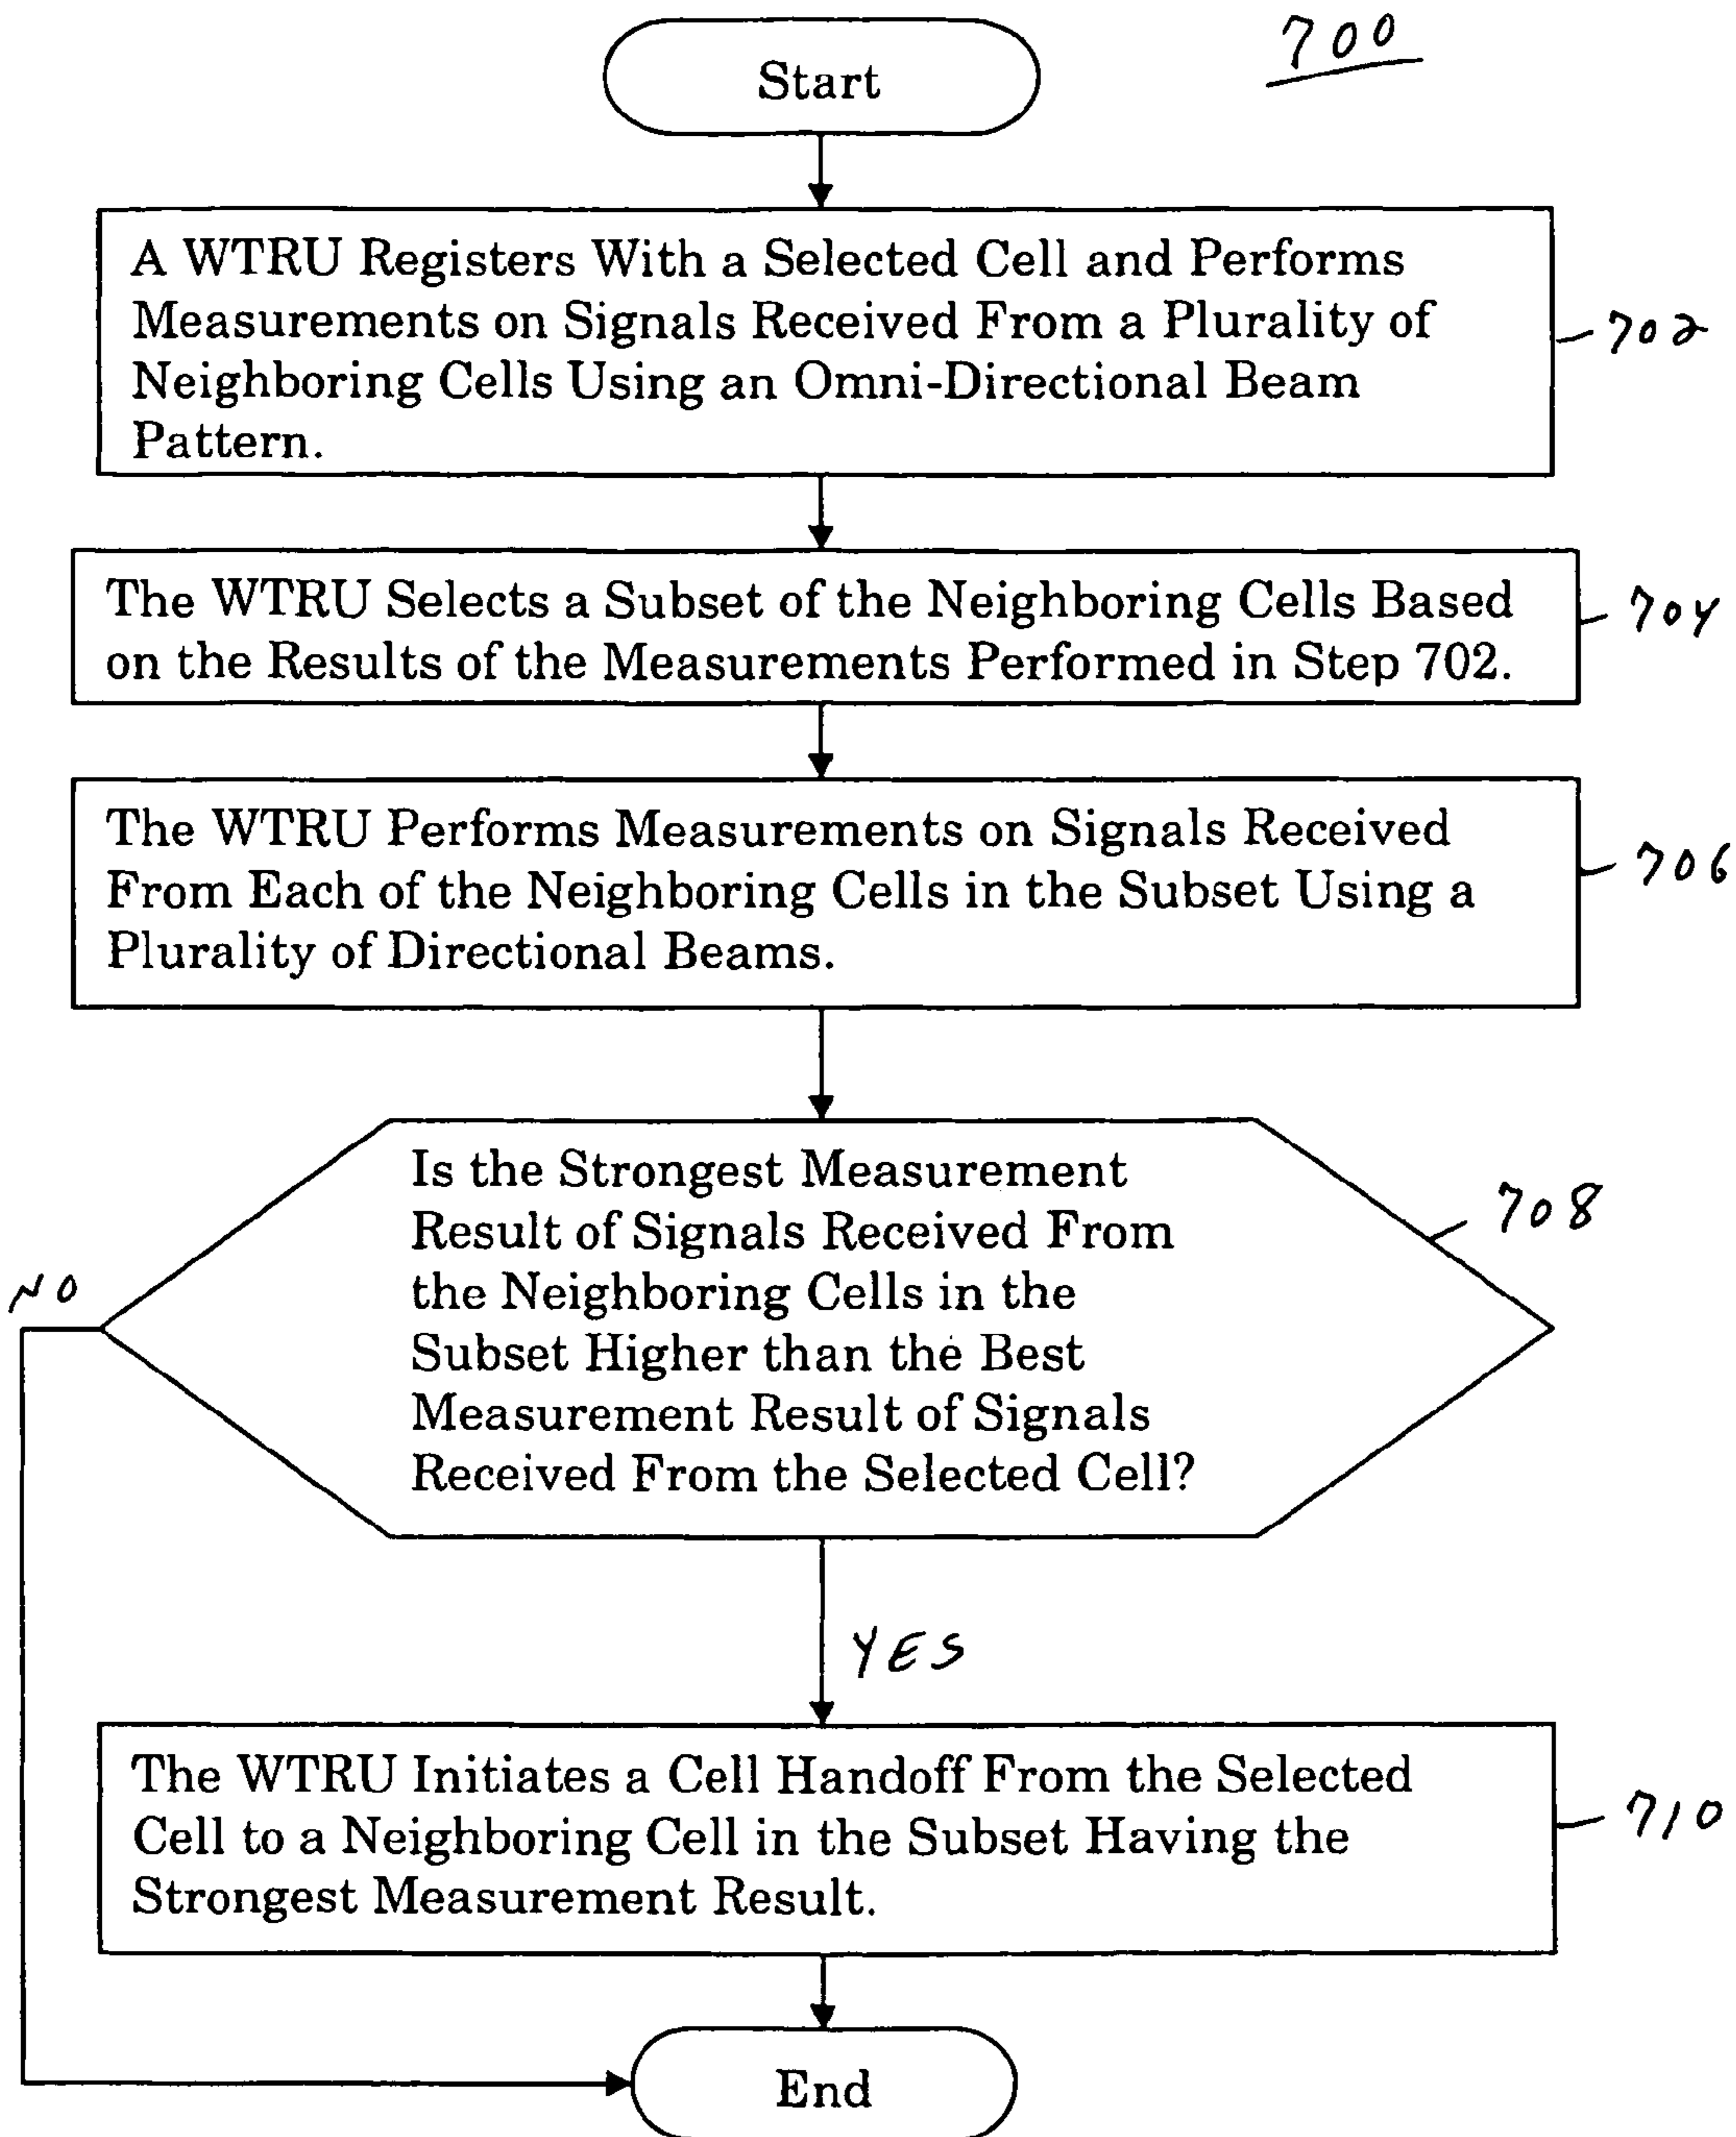 700
Start
A WTRU Registers With a Selected Cell and Performs
Measurements on Signals Received From a Plurality of
Neighboring Cells Using an Omni-Directional Beam
Pattern.
702
The WTRU Selects a Subset of the Neighboring Cells Based
on the Results of the Measurements Performed in Step 702.
704
The WTRU Performs Measurements on Signals Received
From Each of the Neighboring Cells in the Subset Using a
Plurality of Directional Beams.
706
Is the Strongest Measurement
Result of Signals Received From
the Neighboring Cells in the
Subset Higher than the Best
Measurement Result of Signals
Received From the Selected Cell?
708
NO
YES
The WTRU Initiates a Cell Handoff From the Selected
Cell to a Neighboring Cell in the Subset Having the
Strongest Measurement Result.
710
End